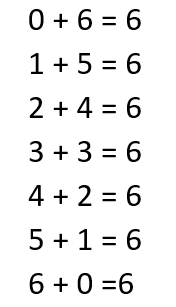 0 + 6 = 6
1 + 5 = 6
2 + 4 = 6
3 + 3 = 6
4 + 2 = 6
5 + 1 = 6
6 + 0 =6